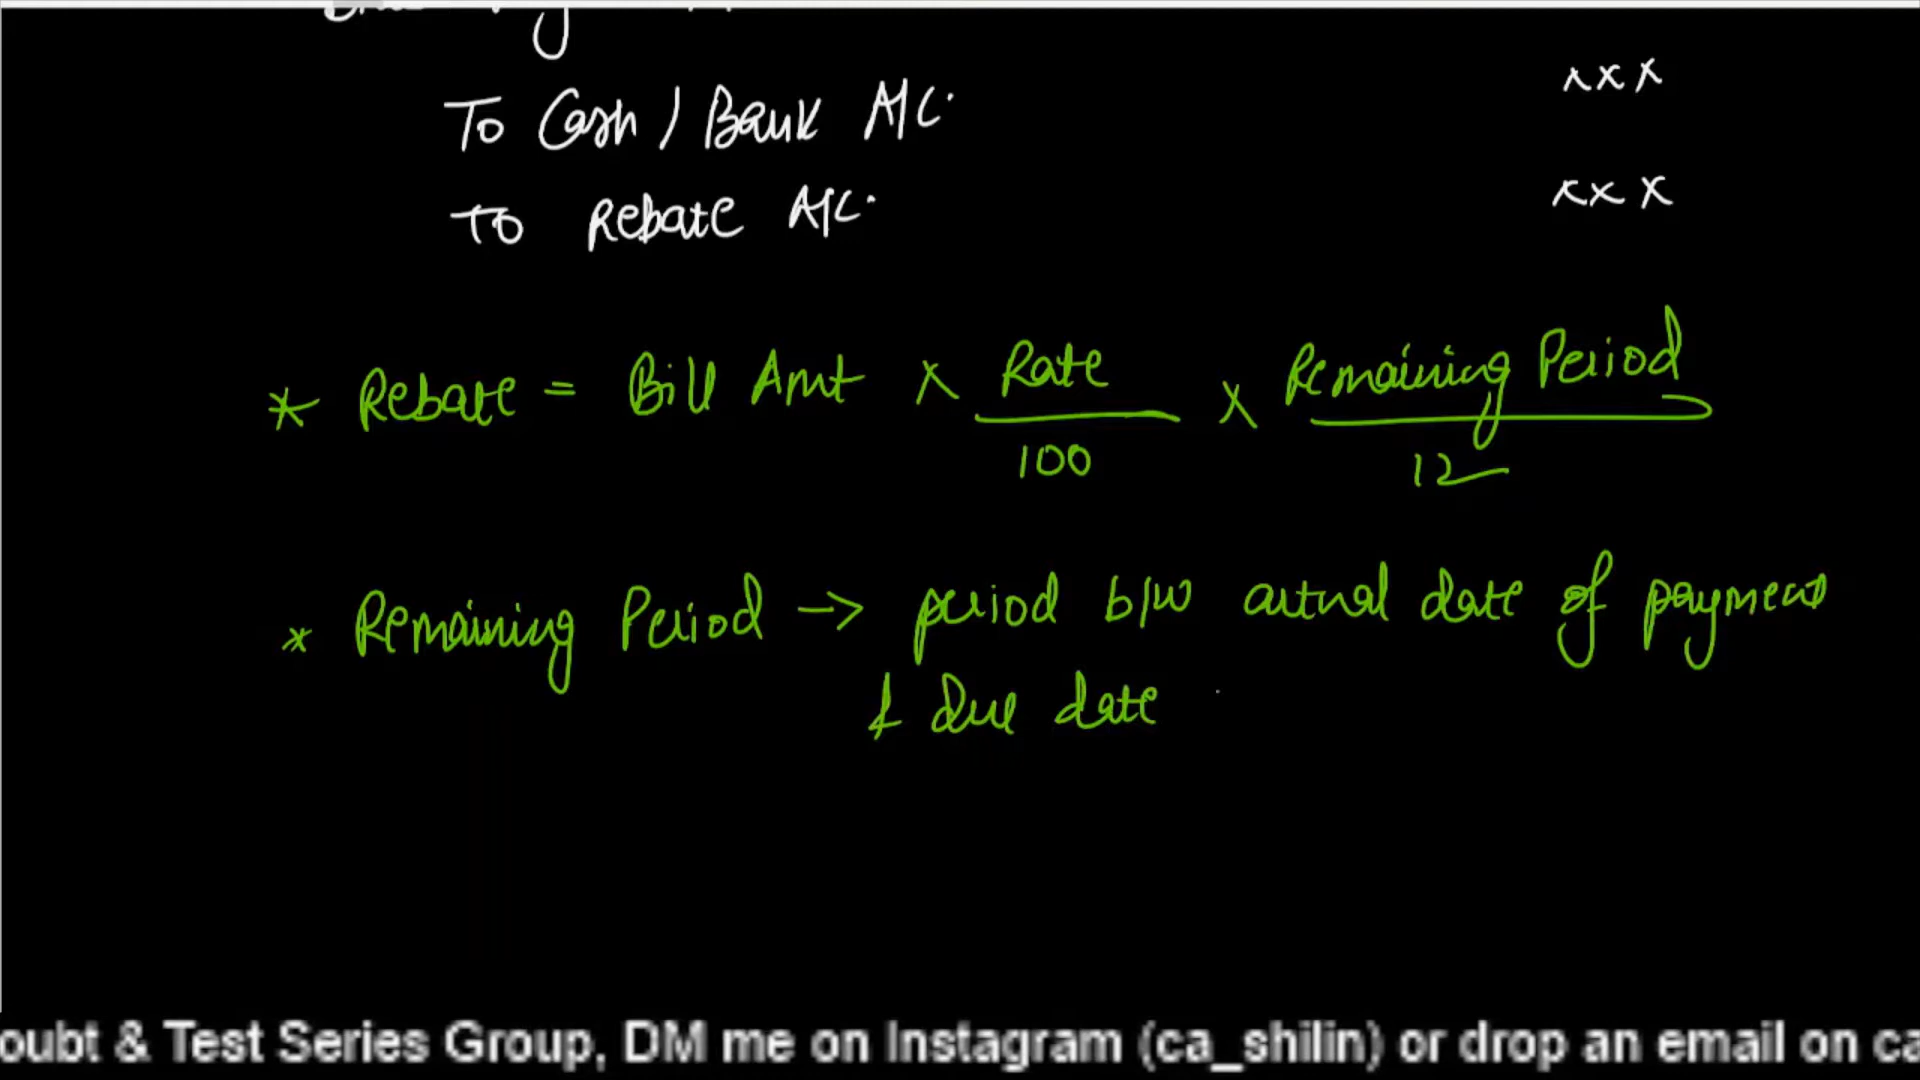 xxx
To Cash / Bank A/C.
To Rebate A/C. xxx
* Rebate = Bill Amt x Rate / 100 x Remaining Period / 12
* Remaining Period -> period b/w actual date of payment
& Due date
oubt & Test Series Group, DM me on Instagram (ca_shilin) or drop an email on ca